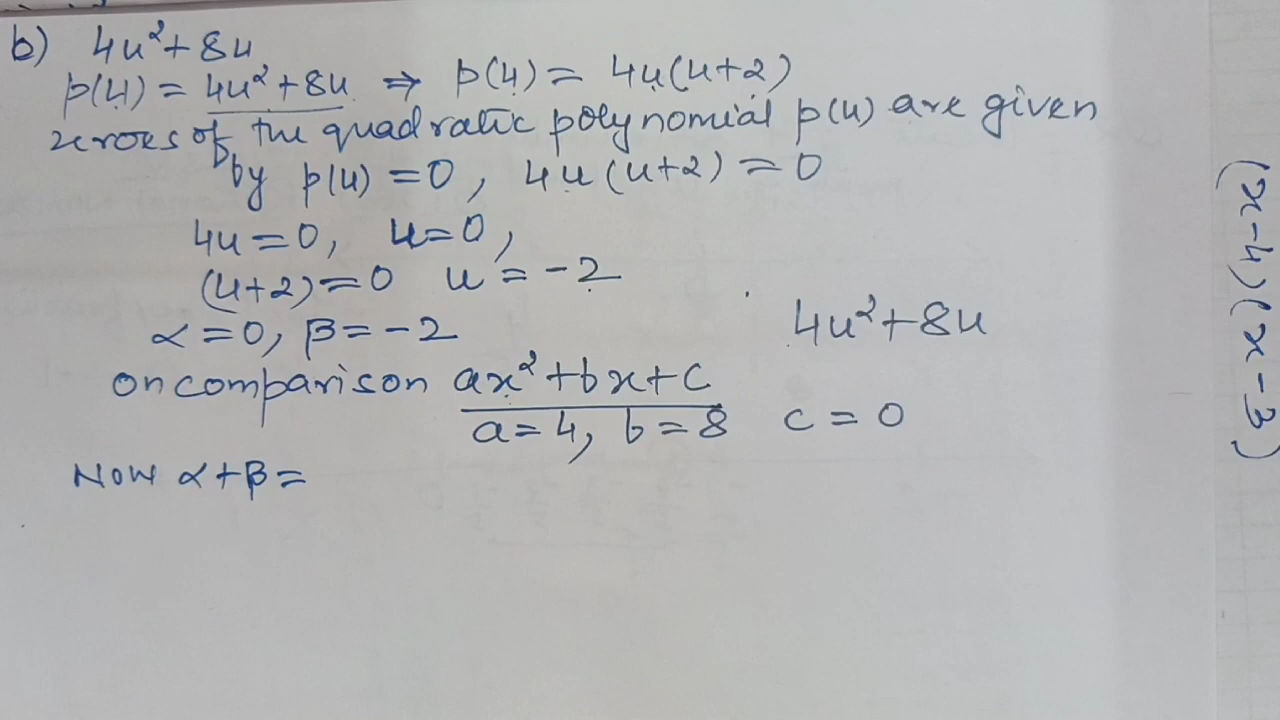 b) 4u²+8u
p(u) = 4u²+8u ⇒ p(u) = 4u(u+2)
zeroes of the quadratic polynomial p(u) are given
by p(u) = 0, 4u(u+2) = 0
4u = 0, u = 0,
(u+2) = 0 u = -2
α = 0, β = -2
4u²+8u
on comparison ax²+bx+c
a = 4, b = 8 c = 0
Now α+β =
(x-4)(x-3)